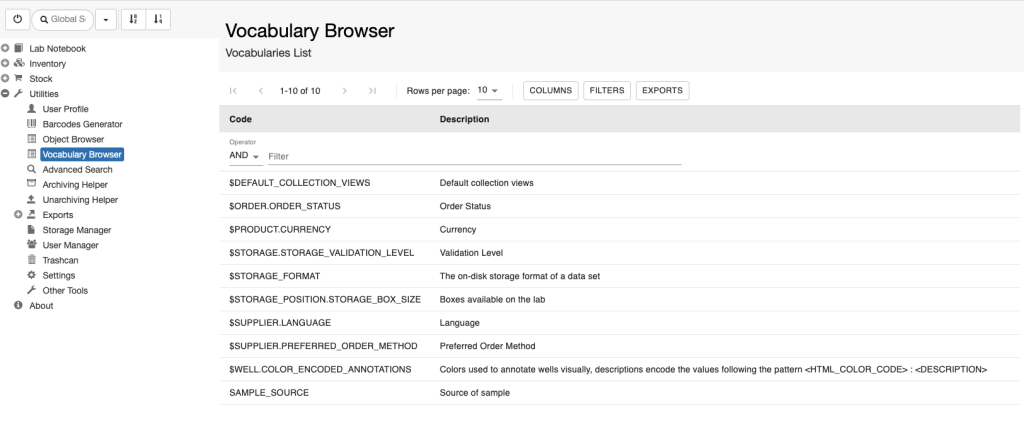 Global S
Vocabulary Browser
Vocabularies List
Lab Notebook
Inventory
Stock
Utilities
User Profile
Barcodes Generator
Object Browser
Vocabulary Browser
Advanced Search
Archiving Helper
Unarchiving Helper
Exports
Storage Manager
User Manager
Trashcan
Settings
Other Tools
About
1-10 of 10 Rows per page: 10 COLUMNS FILTERS EXPORTS
Code Description
Operator
AND Filter
$DEFAULT_COLLECTION_VIEWS Default collection views
$ORDER.ORDER_STATUS Order Status
$PRODUCT.CURRENCY Currency
$STORAGE.STORAGE_VALIDATION_LEVEL Validation Level
$STORAGE_FORMAT The on-disk storage format of a data set
$STORAGE_POSITION.STORAGE_BOX_SIZE Boxes available on the lab
$SUPPLIER.LANGUAGE Language
$SUPPLIER.PREFERRED_ORDER_METHOD Preferred Order Method
$WELL.COLOR_ENCODED_ANNOTATIONS Colors used to annotate wells visually, descriptions encode the values following the pattern <HTML_COLOR_CODE> : <DESCRIPTION>
SAMPLE_SOURCE Source of sample